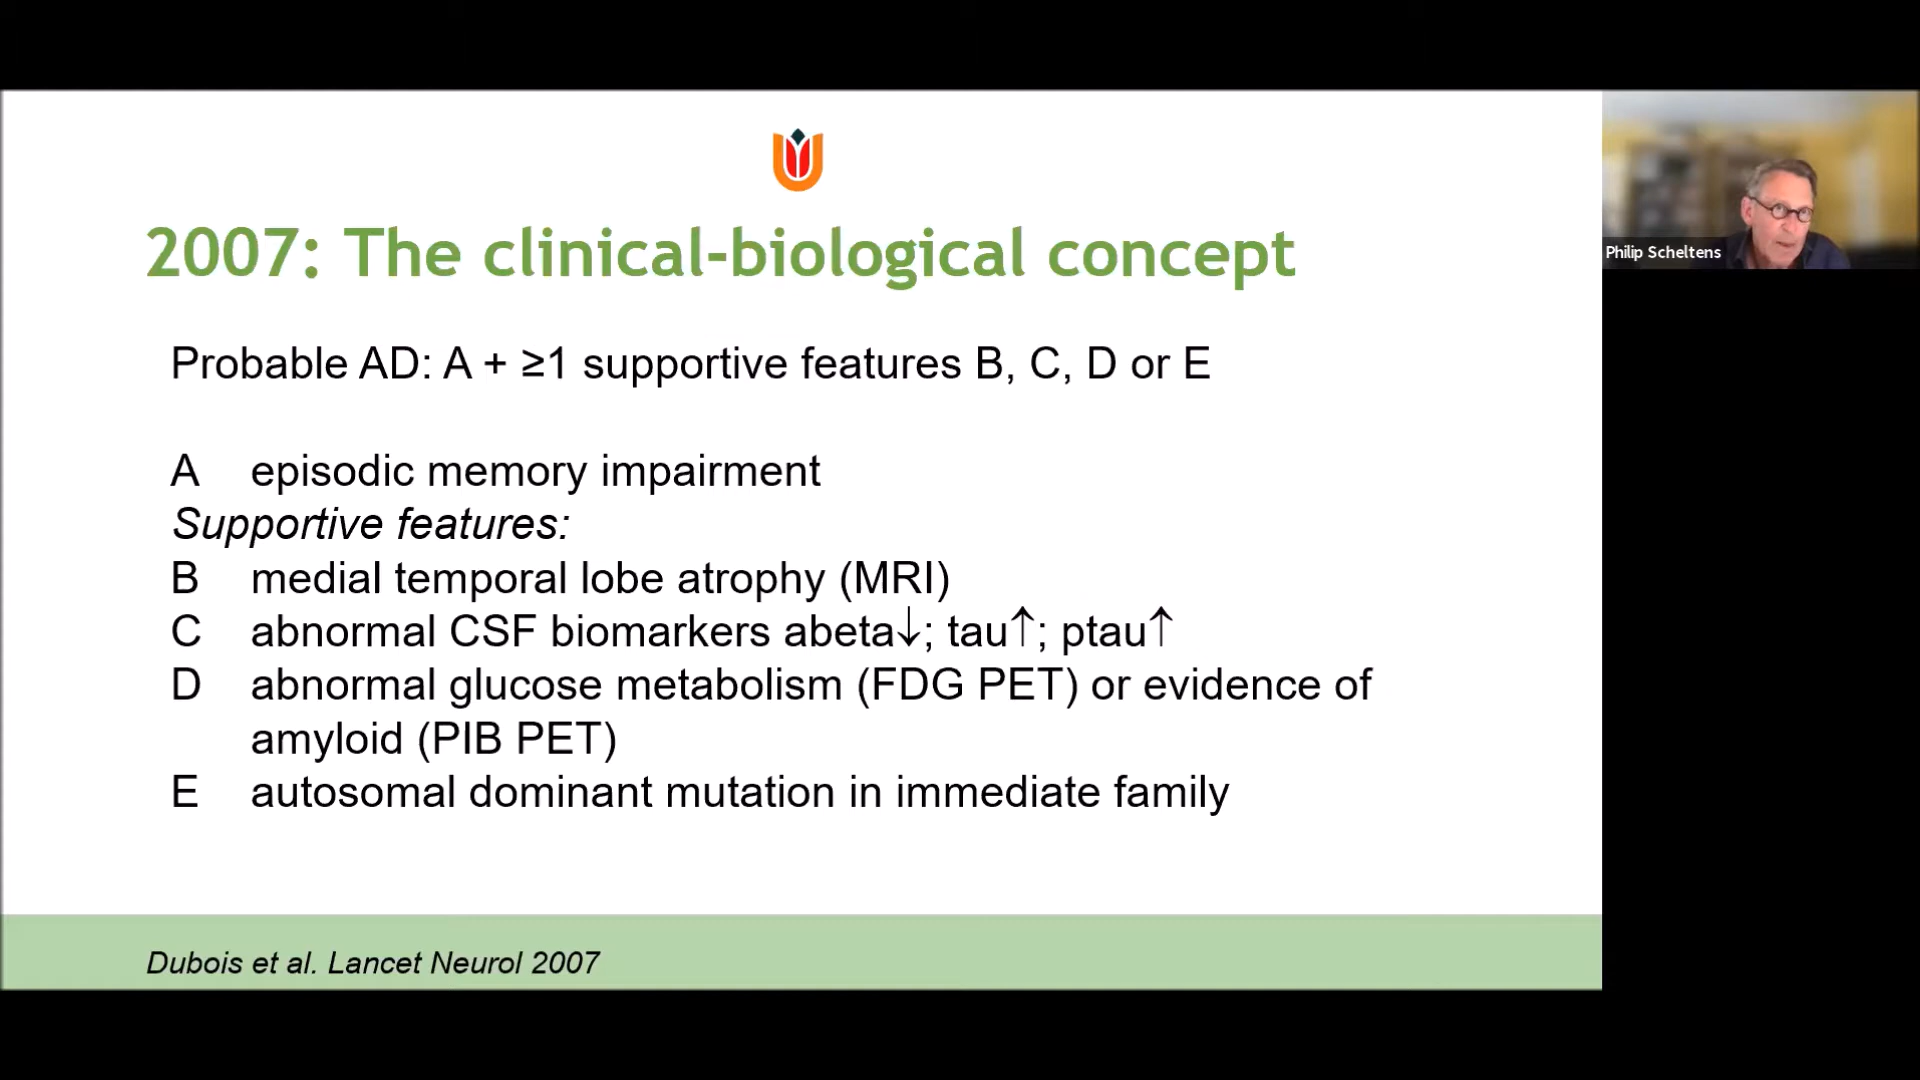 2007: The clinical-biological concept
Philip Scheltens
Probable AD: A + ≥1 supportive features B, C, D or E
A episodic memory impairment
Supportive features:
B medial temporal lobe atrophy (MRI)
C abnormal CSF biomarkers abeta↓; tau↑; ptau↑
D abnormal glucose metabolism (FDG PET) or evidence of
amyloid (PIB PET)
E autosomal dominant mutation in immediate family
Dubois et al. Lancet Neurol 2007